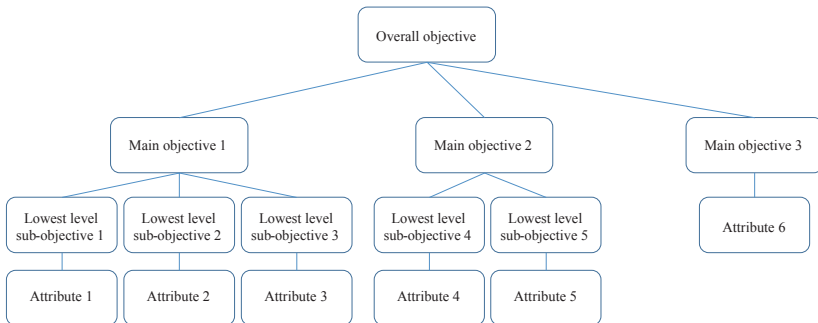 Overall objective
Main objective 1
Main objective 2
Main objective 3
Lowest level
sub-objective 1
Lowest level
sub-objective 2
Lowest level
sub-objective 3
Lowest level
sub-objective 4
Lowest level
sub-objective 5
Attribute 6
Attribute 1
Attribute 2
Attribute 3
Attribute 4
Attribute 5